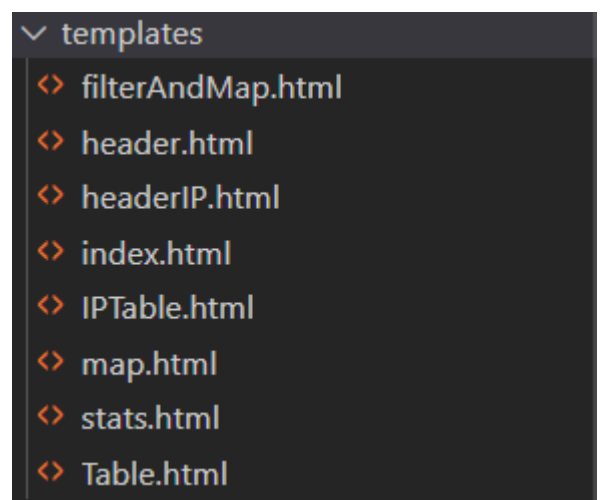 templates
filterAndMap.html
header.html
headerIP.html
index.html
IPTable.html
map.html
stats.html
Table.html